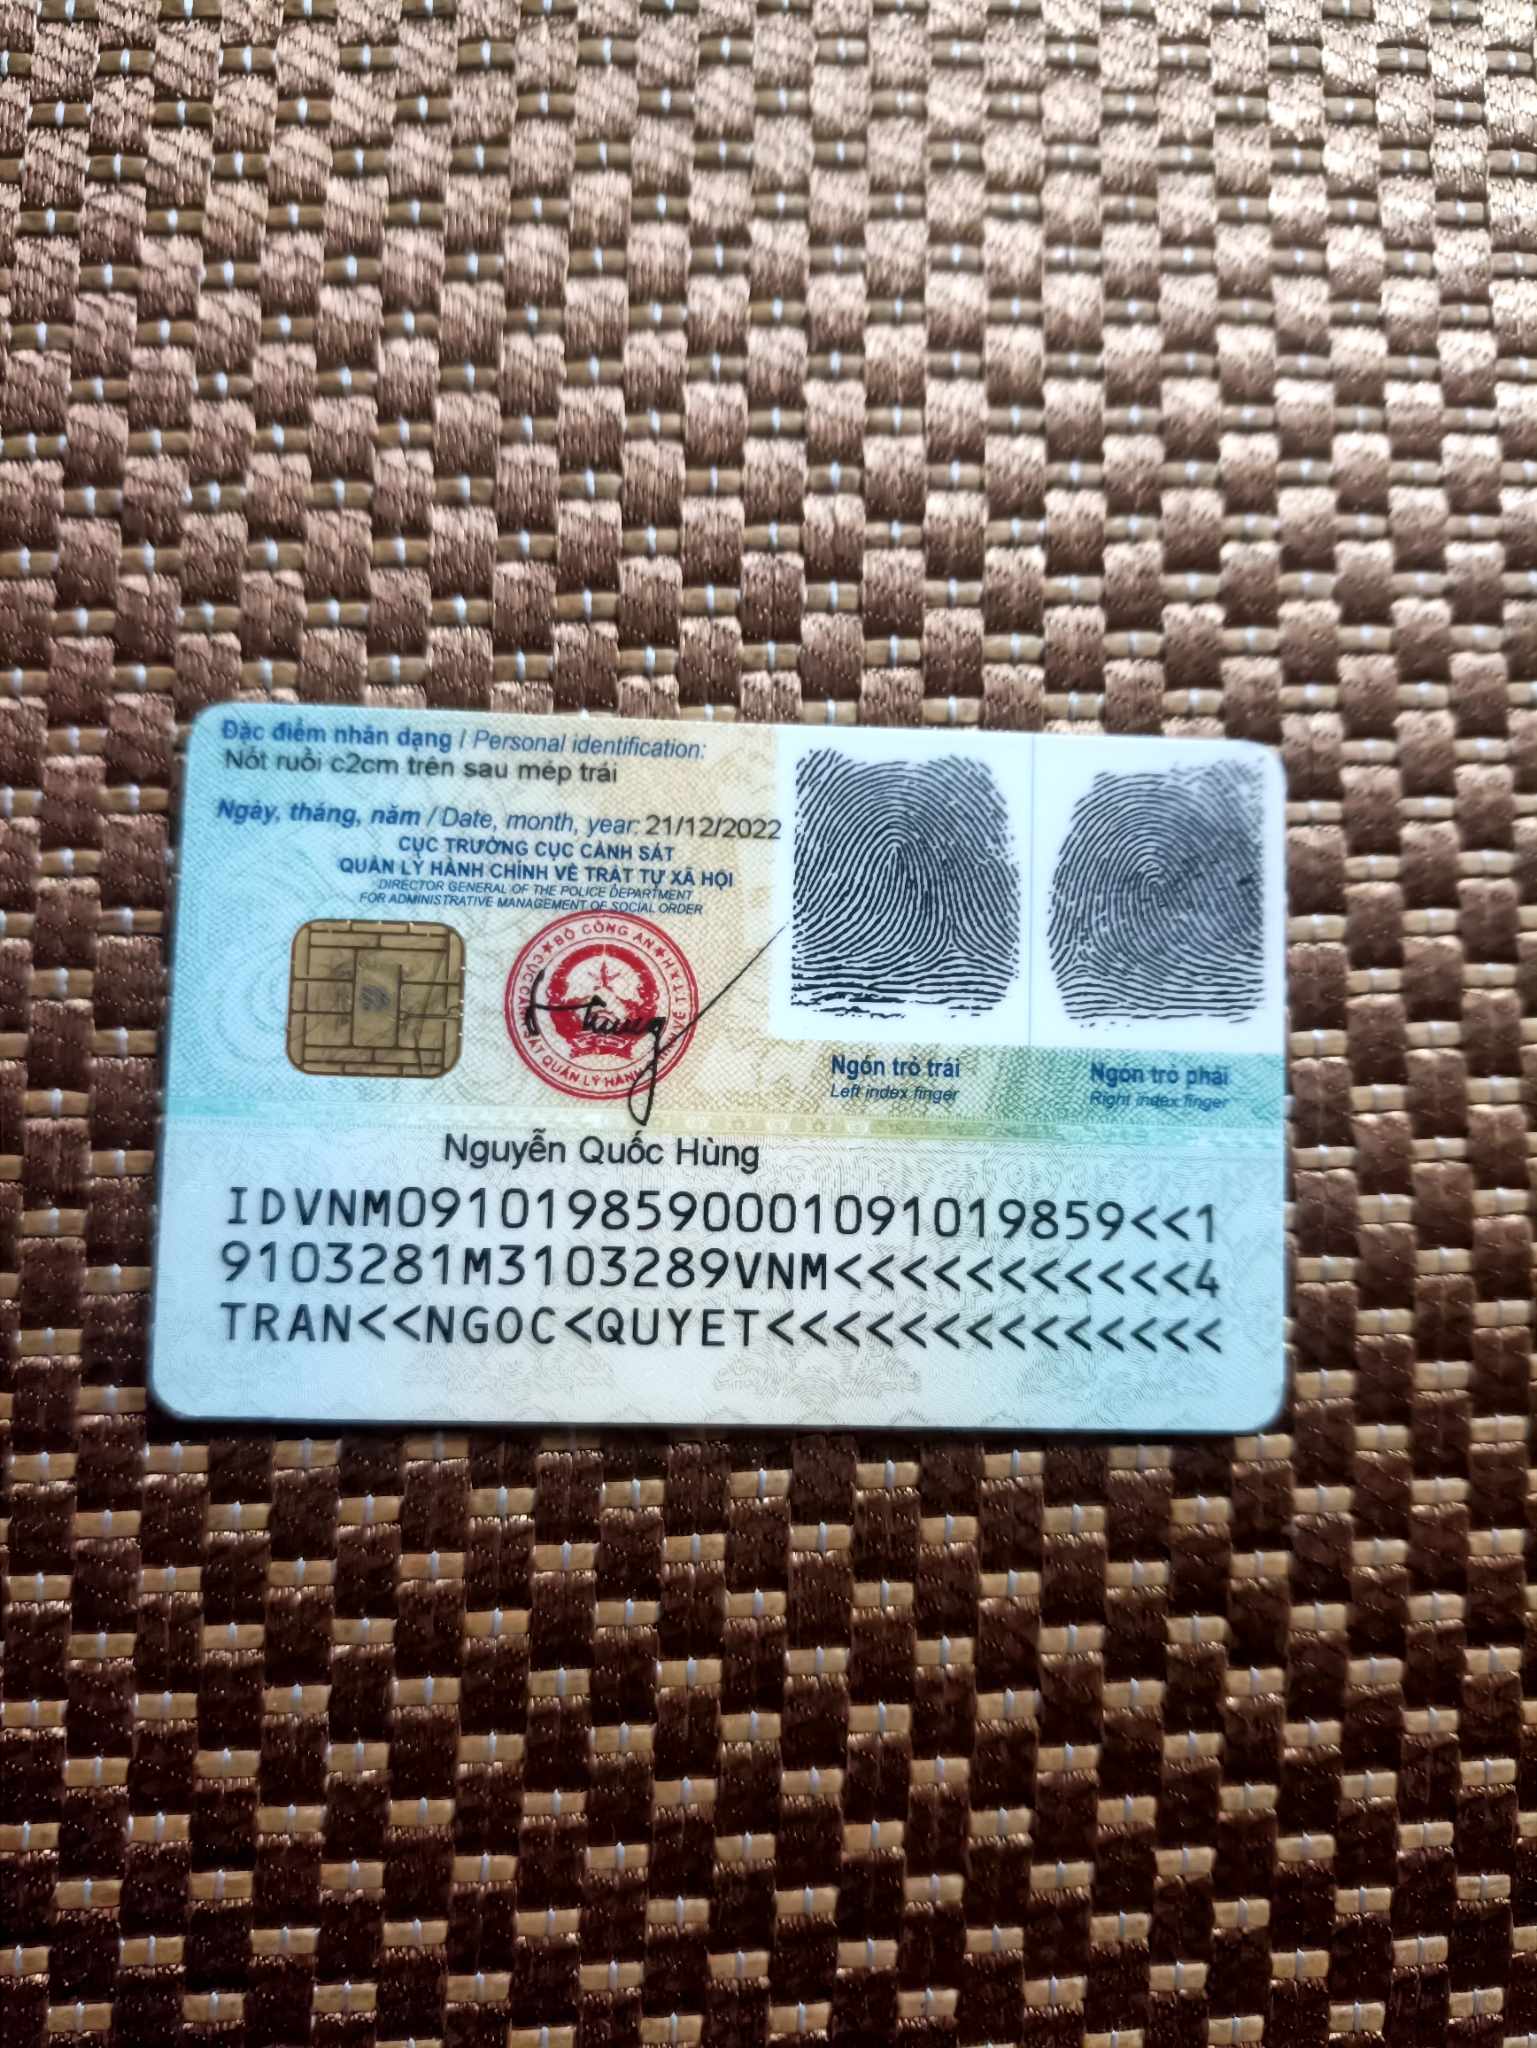 Đặc điểm nhân dạng / Personal identification:
Nốt ruồi c2cm trên sau mép trái
Ngày, tháng, năm / Date, month, year: 21/12/2022
CỤC TRƯỞNG CỤC CẢNH SÁT
QUẢN LÝ HÀNH CHÍNH VỀ TRẬT TỰ XÃ HỘI
DIRECTOR GENERAL OF THE POLICE DEPARTMENT
FOR ADMINISTRATIVE MANAGEMENT OF SOCIAL ORDER
BỘ CÔNG AN
Ngón trỏ trái
Left index finger
Ngón trỏ phải
Right index finger
Nguyễn Quốc Hùng
IDVNM0910198590001091019859<<1
9103281M3103289VNM<<<<<<<<<<<4
TRAN<<NGOC<QUYET<<<<<<<<<<<<<<